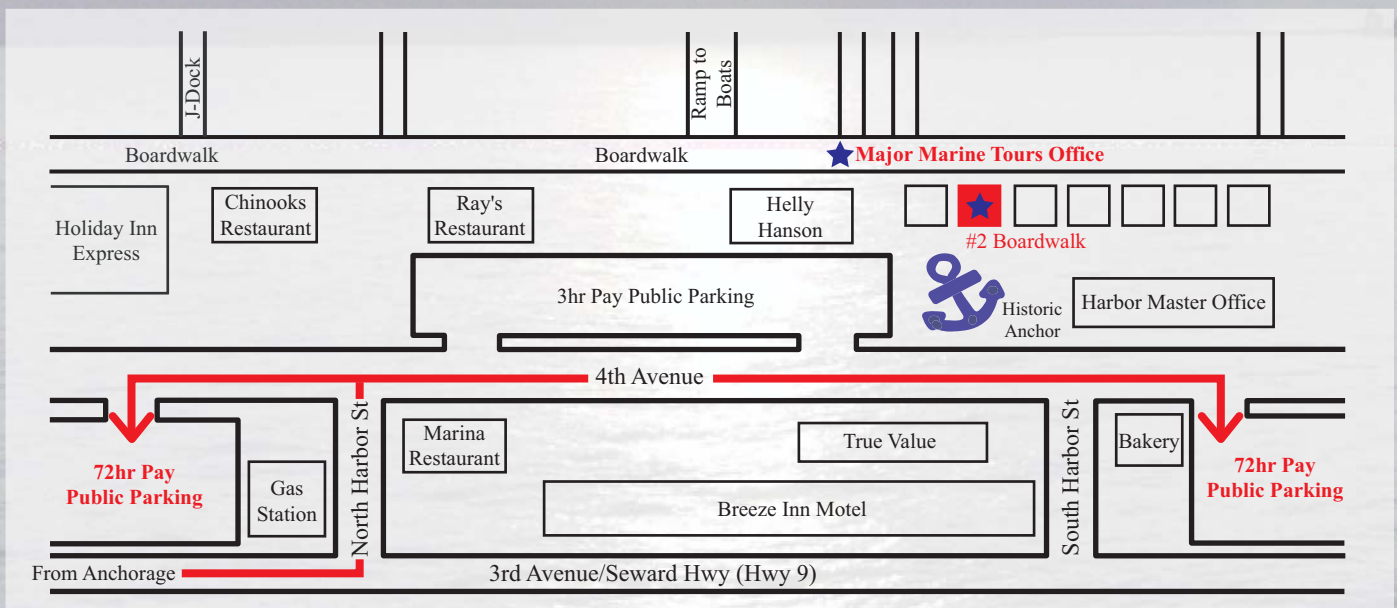 J-Dock
Ramp to
Boats
Boardwalk
Boardwalk
Major Marine Tours Office
Holiday Inn
Express
Chinooks
Restaurant
Ray's
Restaurant
Helly
Hanson
#2 Boardwalk
3hr Pay Public Parking
Historic
Anchor
Harbor Master Office
4th Avenue
72hr Pay
Public Parking
Gas
Station
North Harbor St
Marina
Restaurant
True Value
Breeze Inn Motel
South Harbor St
Bakery
72hr Pay
Public Parking
From Anchorage
3rd Avenue/Seward Hwy (Hwy 9)